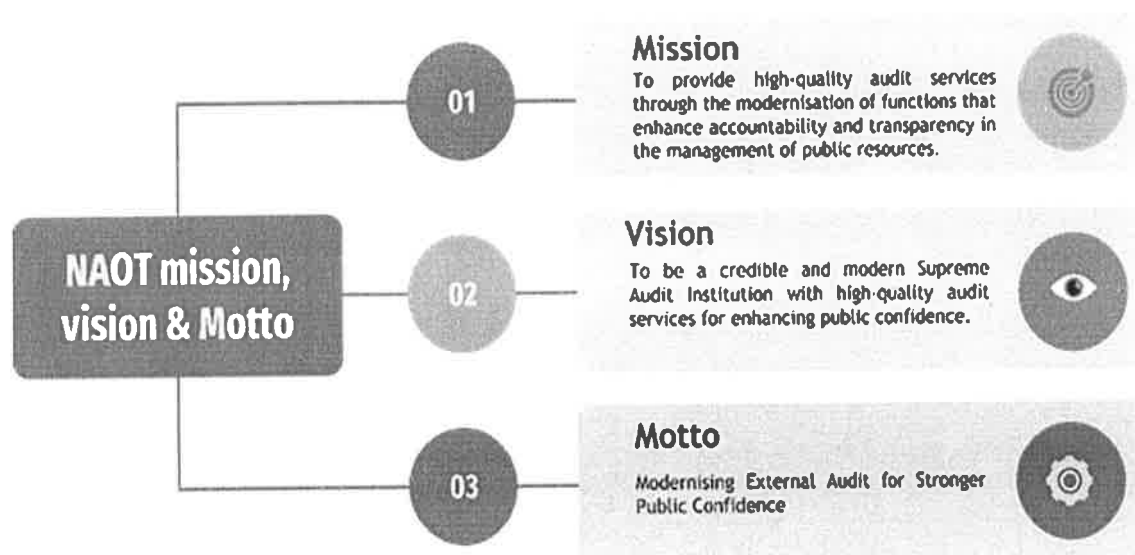 NAOT mission,
vision & Motto
01
Mission
To provide high-quality audit services
through the modernisation of functions that
enhance accountability and transparency in
the management of public resources.
02
Vision
To be a credible and modern Supreme
Audit Institution with high-quality audit
services for enhancing public confidence.
03
Motto
Modernising External Audit for Stronger
Public Confidence